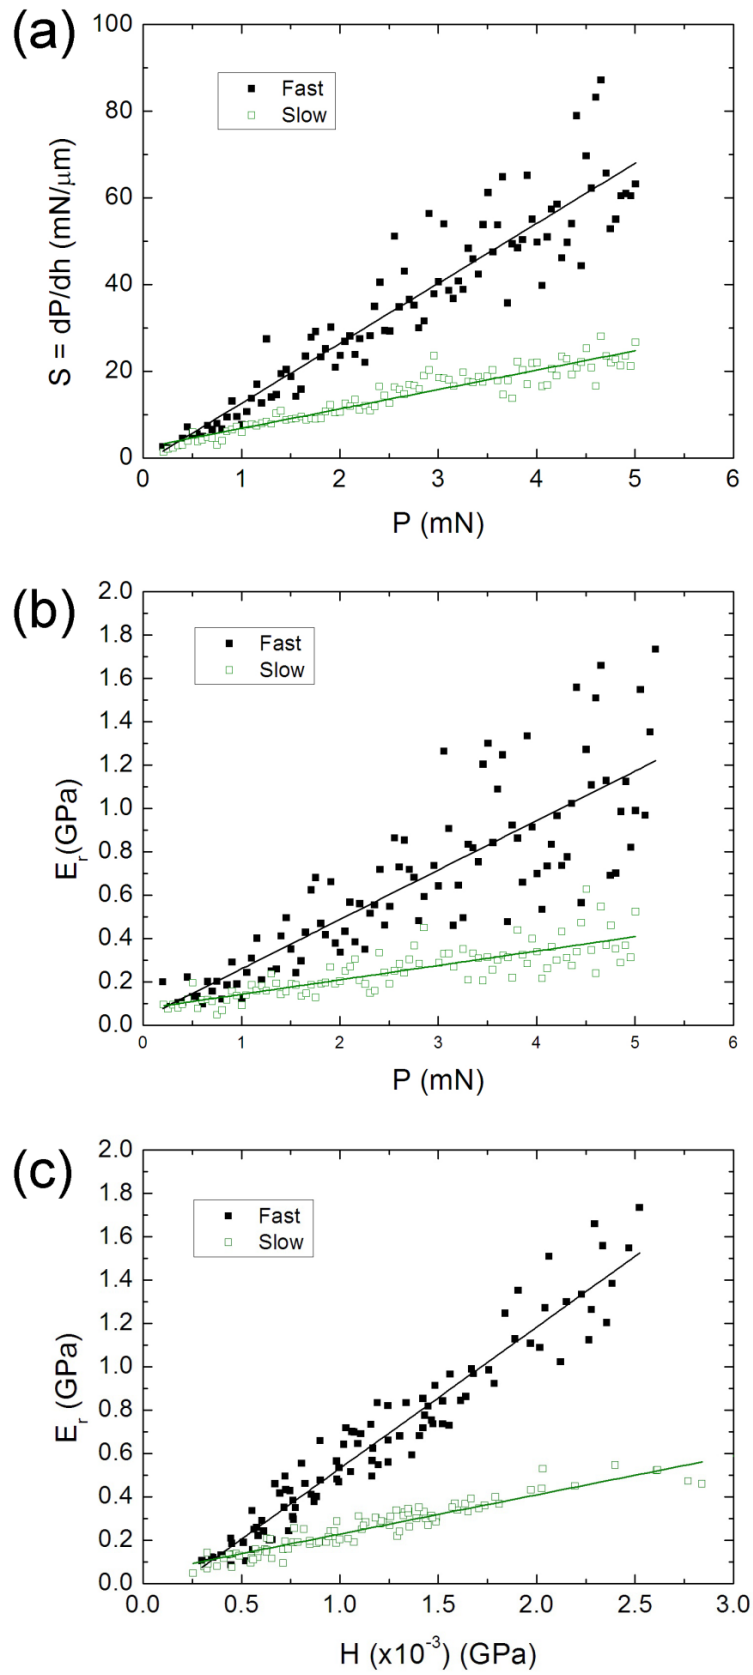 (a)
100
80
60
40
20
0
S = dP/dh (mN/μm)
Fast
Slow
0 1 2 3 4 5 6
P (mN)
(b)
2.0
1.8
1.6
1.4
1.2
1.0
0.8
0.6
0.4
0.2
0.0
Er(GPa)
Fast
Slow
0 1 2 3 4 5 6
P (mN)
(c)
2.0
1.8
1.6
1.4
1.2
1.0
0.8
0.6
0.4
0.2
0.0
Er (GPa)
Fast
Slow
0.0 0.5 1.0 1.5 2.0 2.5 3.0
H (x10⁻³) (GPa)